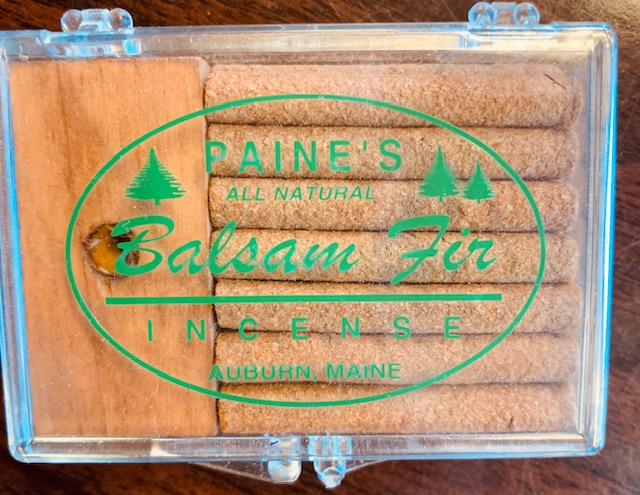 PAINE'S
ALL NATURAL
Balsam Fir
INCENSE
AUBURN, MAINE